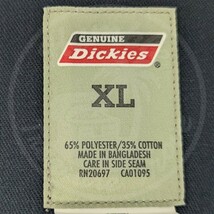 GENUINE
Dickies®
XL
65% POLYESTER/35% COTTON
MADE IN BANGLADESH
CARE IN SIDE SEAM
RN20697 CA01095